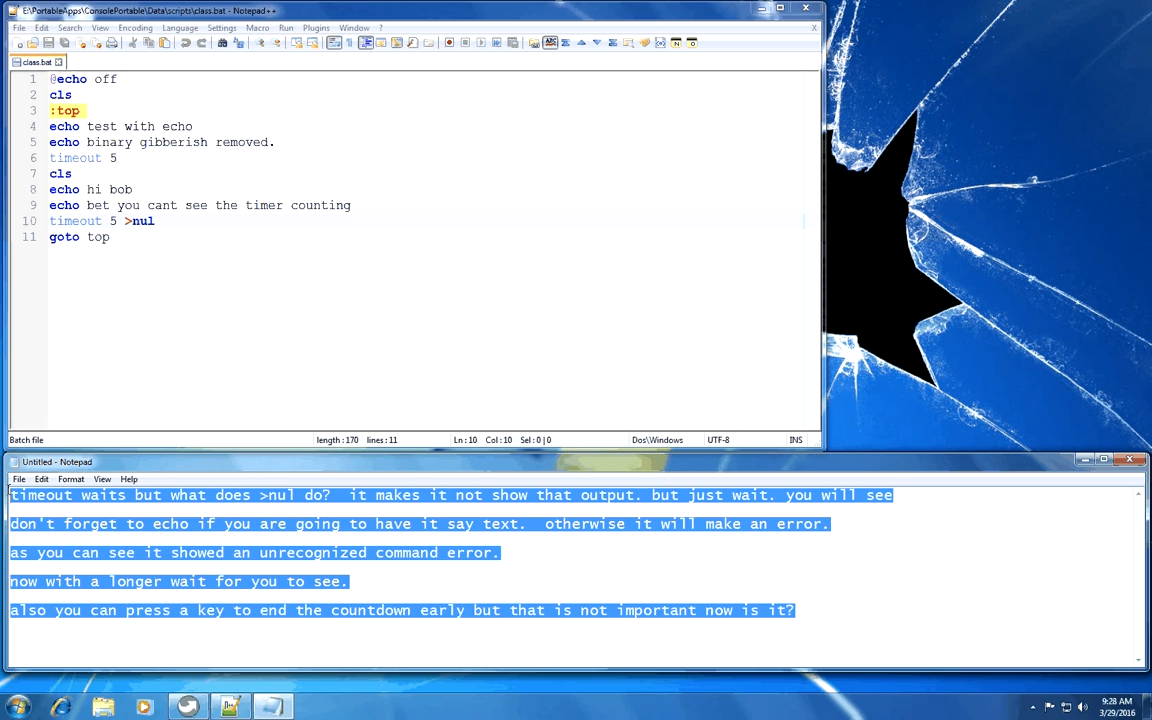 E:\PortableApps\ConsolePortable\Data\scripts\class.bat - Notepad++
File Edit Search View Encoding Language Settings Macro Run Plugins Window ? X
class.bat
1 @echo off
2 cls
3 :top
4 echo test with echo
5 echo binary gibberish removed.
6 timeout 5
7 cls
8 echo hi bob
9 echo bet you cant see the timer counting
10 timeout 5 >nul
11 goto top
Batch file length : 170 lines : 11 Ln : 10 Col : 10 Sel : 0 | 0 Dos\Windows UTF-8 INS
Untitled - Notepad
File Edit Format View Help
timeout waits but what does >nul do?  it makes it not show that output. but just wait. you will see
don't forget to echo if you are going to have it say text.  otherwise it will make an error.
as you can see it showed an unrecognized command error.
now with a longer wait for you to see.
also you can press a key to end the countdown early but that is not important now is it?
9:28 AM
3/29/2016